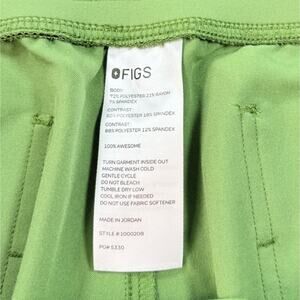 FIGS
BODY:
72% POLYESTER 21% RAYON
7% SPANDEX
CONTRAST:
82% POLYESTER 18% SPANDEX
CONTRAST:
88% POLYESTER 12% SPANDEX
100% AWESOME
TURN GARMENT INSIDE OUT
MACHINE WASH COLD
GENTLE CYCLE
DO NOT BLEACH
TUMBLE DRY LOW
COOL IRON IF NEEDED
DO NOT USE FABRIC SOFTENER
MADE IN JORDAN
STYLE # 1000208
PO# 5330